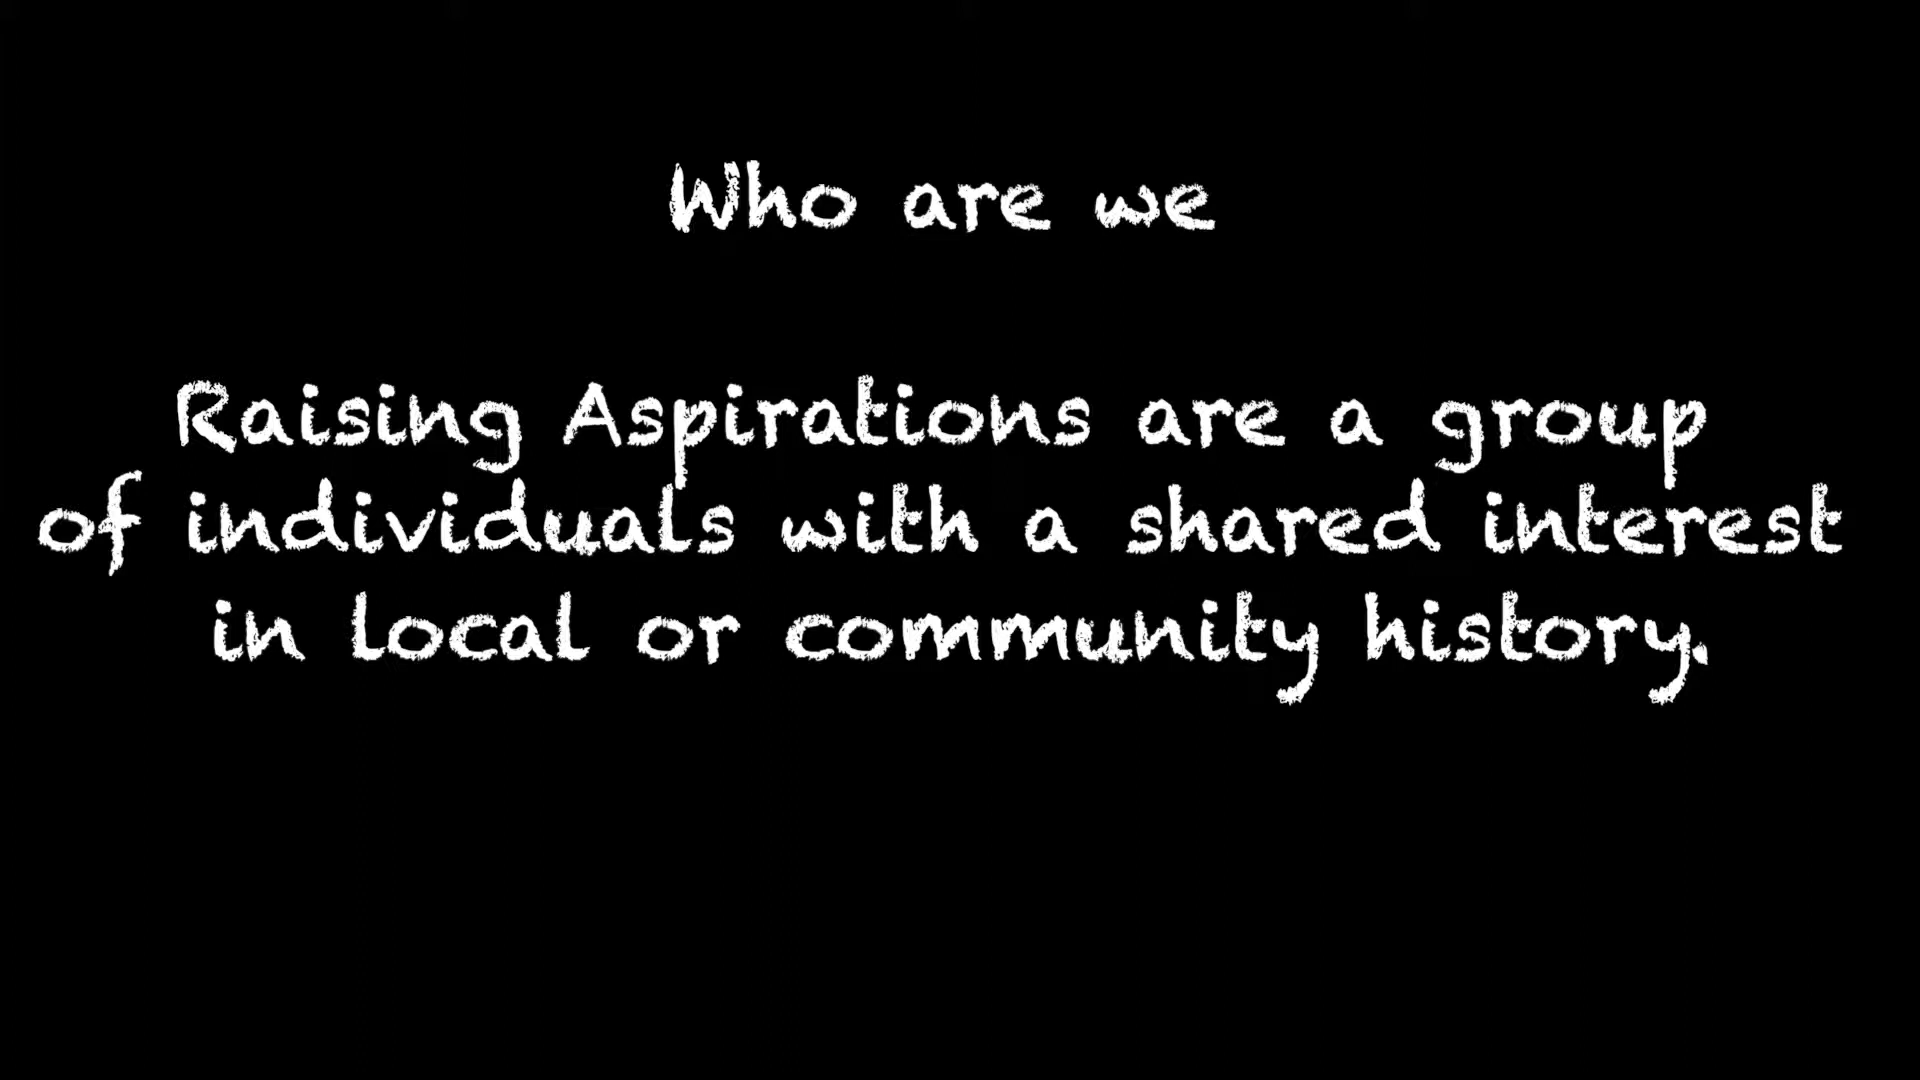 Who are we
Raising Aspirations are a group
of individuals with a shared interest
in local or community history.